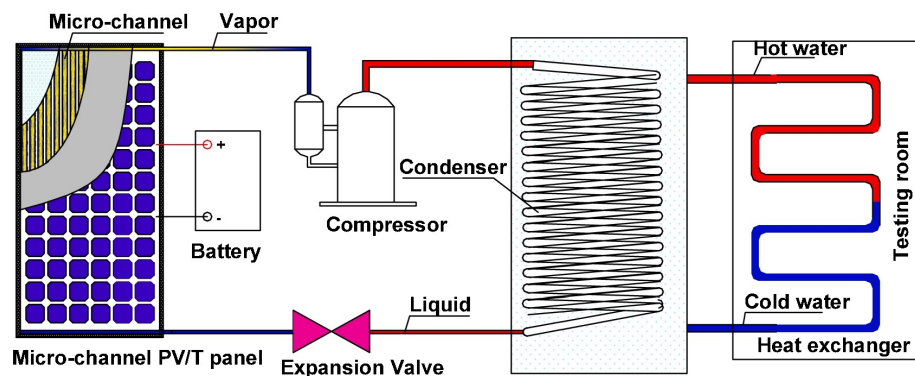 Micro-channel
Vapor
Hot water
+
Condenser
-
Compressor
Battery
Testing room
Liquid
Cold water
Heat exchanger
Micro-channel PV/T panel
Expansion Valve